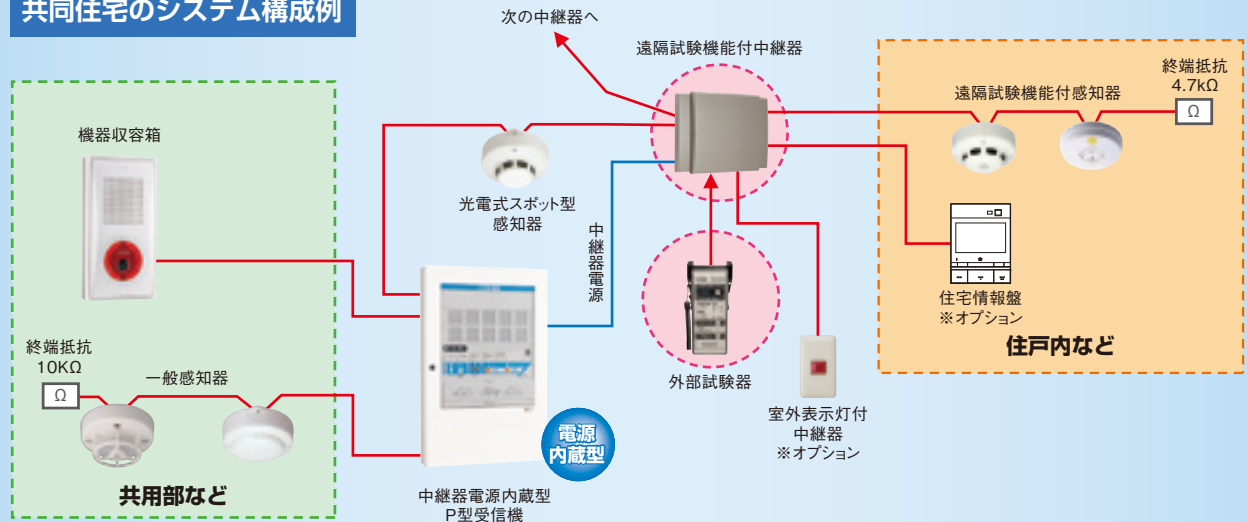 共同住宅のシステム構成例
次の中継器へ
遠隔試験機能付中継器
機器収容箱
光電式スポット型
感知器
中継器電源
遠隔試験機能付感知器
終端抵抗
4.7kΩ
Ω
住宅情報盤
※オプション
住戸内など
外部試験器
室外表示灯付
中継器
※オプション
終端抵抗
10KΩ
Ω
一般感知器
共用部など
電源
内蔵型
中継器電源内蔵型
P型受信機